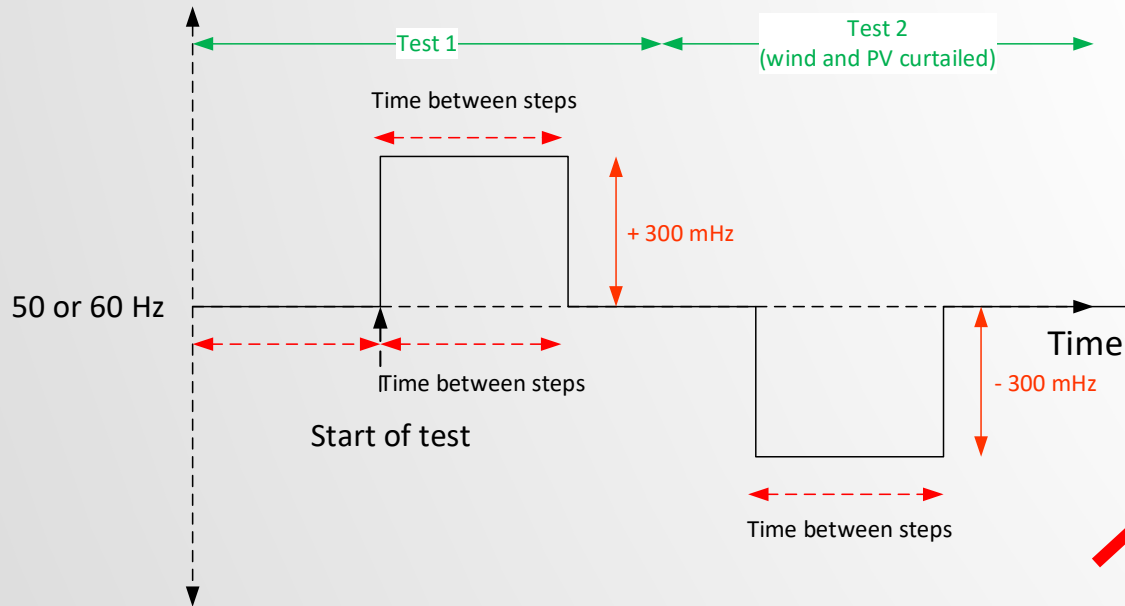 Test 1
Test 2
(wind and PV curtailed)
Time between steps
+ 300 mHz
50 or 60 Hz
Time
Time between steps
- 300 mHz
Start of test
Time between steps